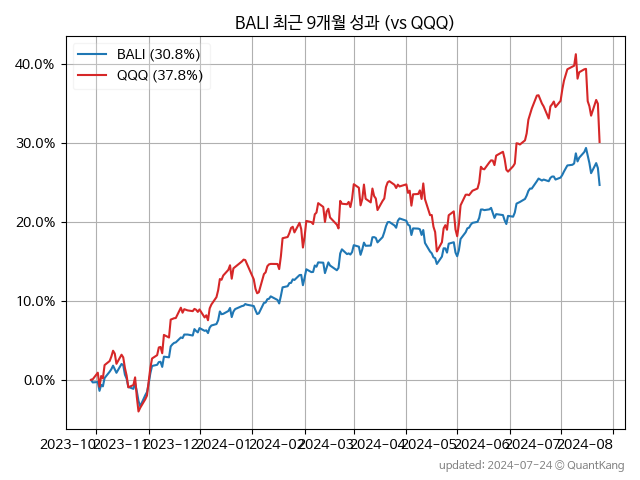 BALI 최근 9개월 성과 (vs QQQ)
BALI (30.8%)
QQQ (37.8%)
40.0%
30.0%
20.0%
10.0%
0.0%
2023-10 2023-11 2023-12 2024-01 2024-02 2024-03 2024-04 2024-05 2024-06 2024-07 2024-08
updated: 2024-07-24 © QuantKang